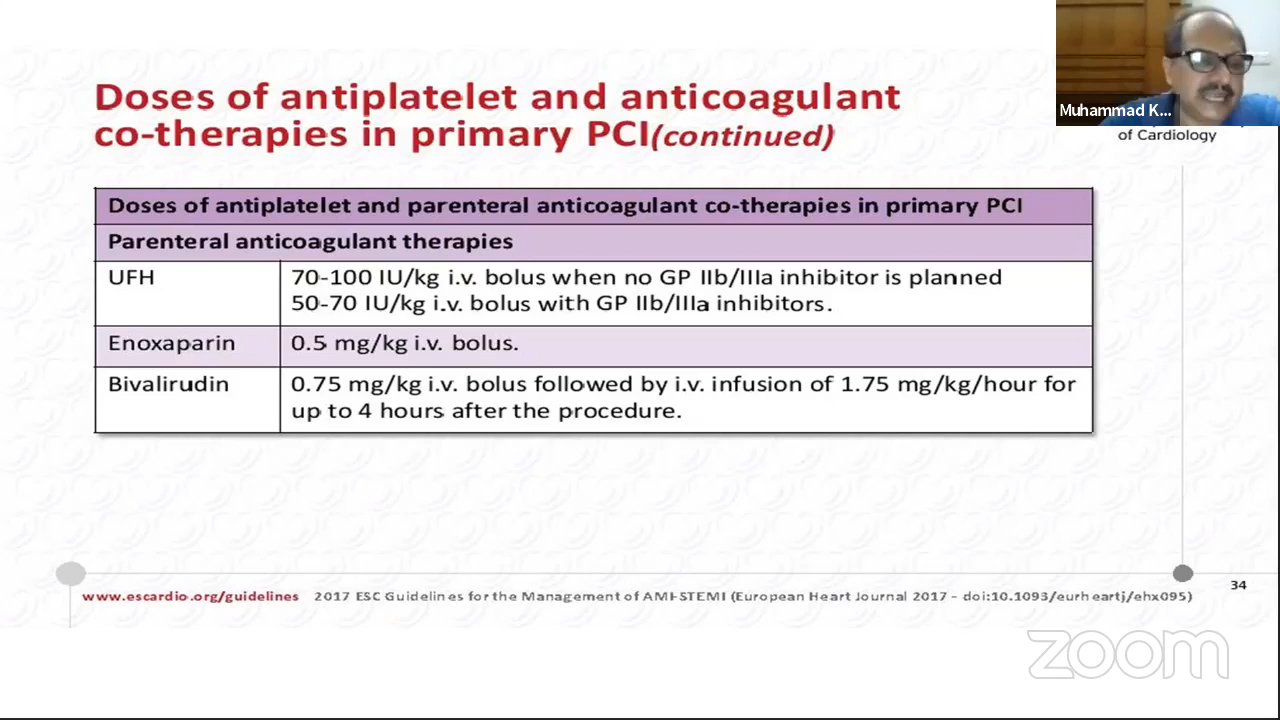 Muhammad K...
of Cardiology
Doses of antiplatelet and anticoagulant
co-therapies in primary PCI(continued)
Doses of antiplatelet and parenteral anticoagulant co-therapies in primary PCI
Parenteral anticoagulant therapies
UFH
70-100 IU/kg i.v. bolus when no GP IIb/IIIa inhibitor is planned
50-70 IU/kg i.v. bolus with GP IIb/IIIa inhibitors.
Enoxaparin
0.5 mg/kg i.v. bolus.
Bivalirudin
0.75 mg/kg i.v. bolus followed by i.v. infusion of 1.75 mg/kg/hour for
up to 4 hours after the procedure.
34
www.escardio.org/guidelines 2017 ESC Guidelines for the Management of AMI-STEMI (European Heart Journal 2017 - doi:10.1093/eurheartj/ehx095)
zoom